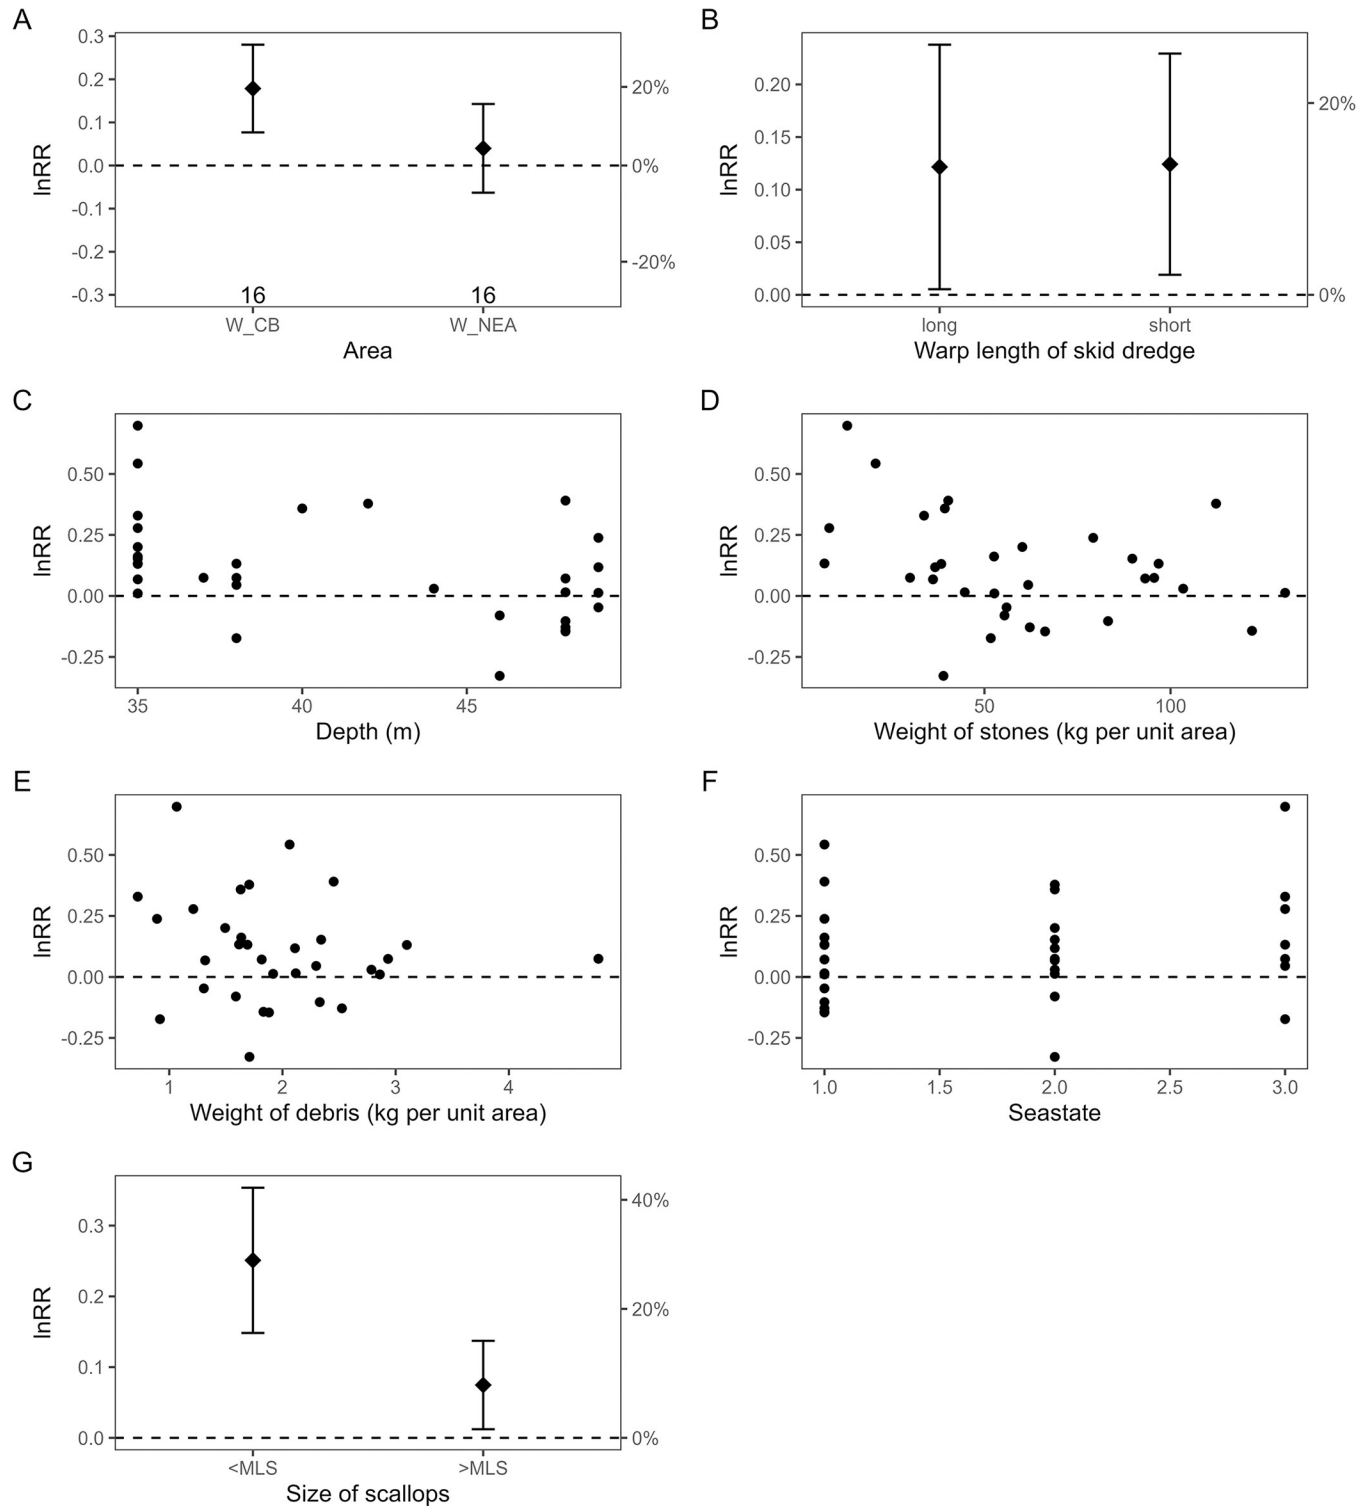 A
lnRR
0.3
0.2
0.1
0.0
-0.1
-0.2
-0.3
20%
0%
-20%
16 16
W_CB W_NEA
Area
B
lnRR
0.20
0.15
0.10
0.05
0.00
20%
0%
long short
Warp length of skid dredge
C
lnRR
0.50
0.25
0.00
-0.25
35 40 45
Depth (m)
D
lnRR
0.50
0.25
0.00
-0.25
50 100
Weight of stones (kg per unit area)
E
lnRR
0.50
0.25
0.00
-0.25
1 2 3 4
Weight of debris (kg per unit area)
F
lnRR
0.50
0.25
0.00
-0.25
1.0 1.5 2.0 2.5 3.0
Seastate
G
lnRR
0.3
0.2
0.1
0.0
40%
20%
0%
<MLS >MLS
Size of scallops